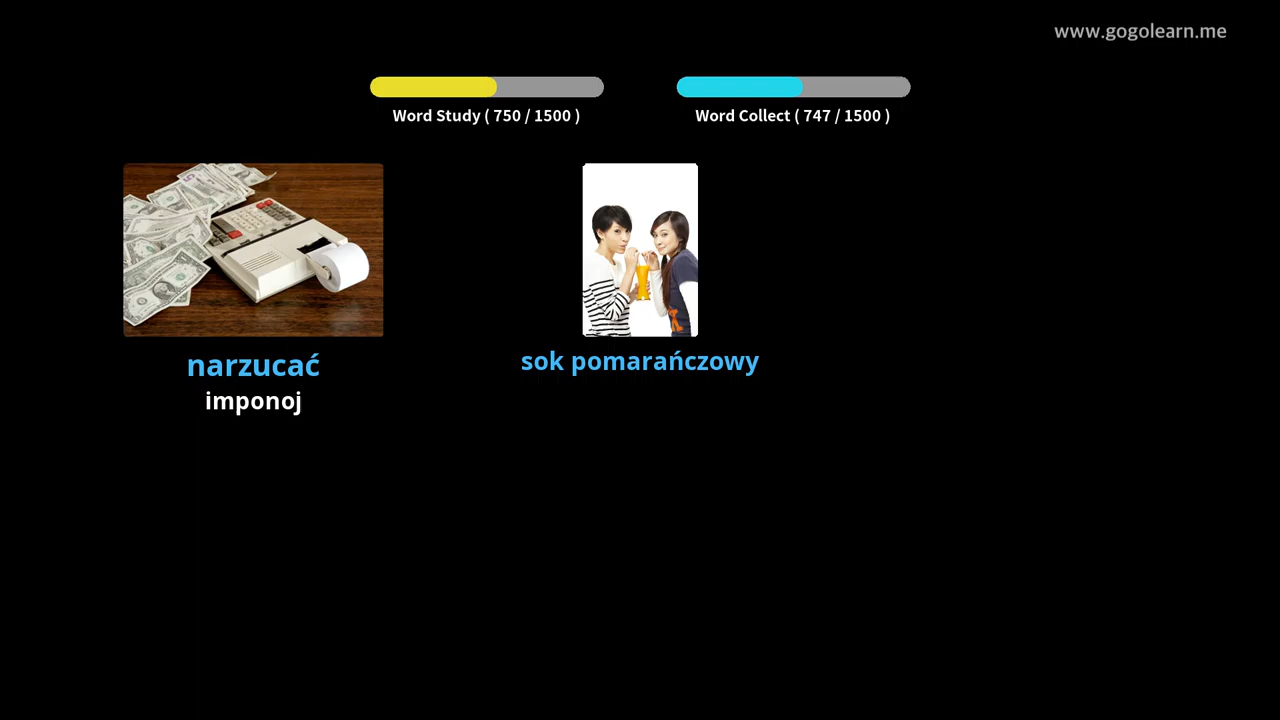 www.gogolearn.me
Word Study ( 750 / 1500 )
Word Collect ( 747 / 1500 )
narzucać
imponoj
sok pomarańczowy